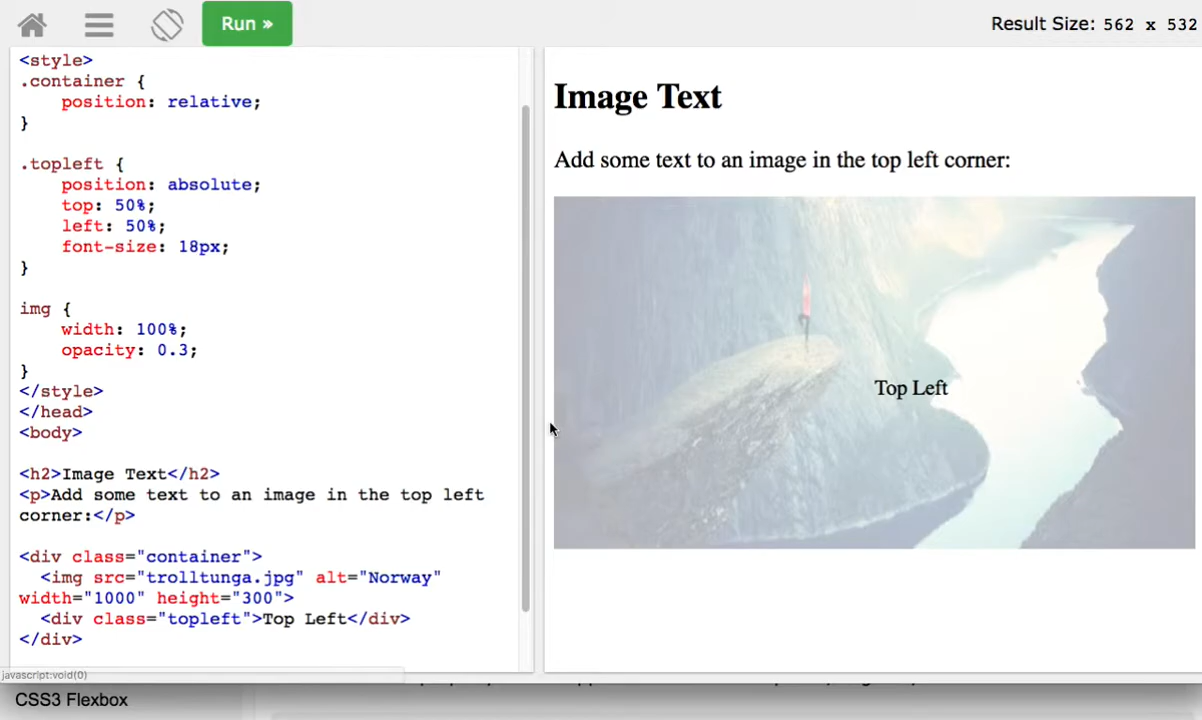 Run »
Result Size: 562 x 532
<style>
.container {
    position: relative;
}
.topleft {
    position: absolute;
    top: 50%;
    left: 50%;
    font-size: 18px;
}
img {
    width: 100%;
    opacity: 0.3;
}
</style>
</head>
<body>
<h2>Image Text</h2>
<p>Add some text to an image in the top left
corner:</p>
<div class="container">
  <img src="trolltunga.jpg" alt="Norway"
width="1000" height="300">
  <div class="topleft">Top Left</div>
</div>
Image Text
Add some text to an image in the top left corner:
Top Left
javascript:void(0)
CSS3 Flexbox